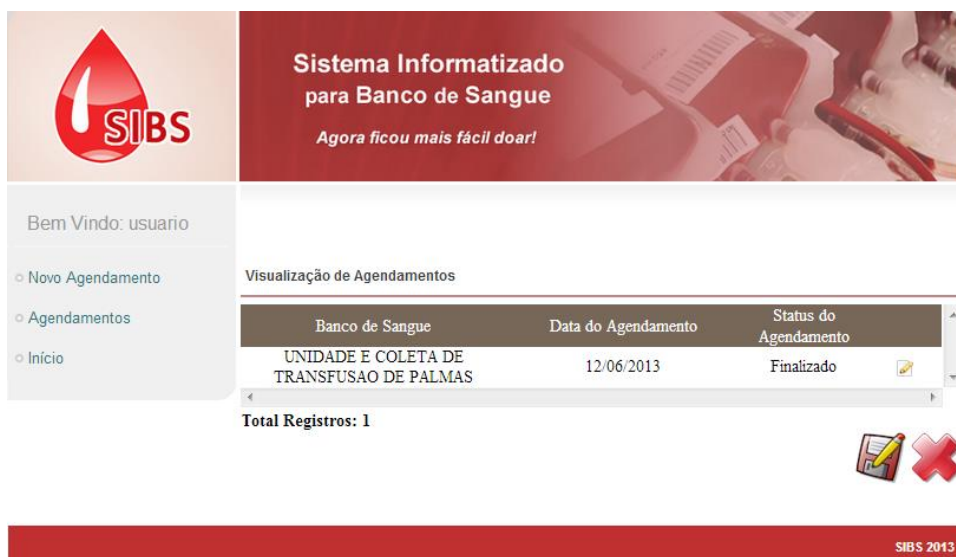 SIBS
Sistema Informatizado
para Banco de Sangue
Agora ficou mais fácil doar!
Bem Vindo: usuario
Novo Agendamento
Agendamentos
Início
Visualização de Agendamentos
Banco de Sangue
Data do Agendamento
Status do
Agendamento
UNIDADE E COLETA DE
TRANSFUSAO DE PALMAS
12/06/2013
Finalizado
Total Registros: 1
SIBS 2013